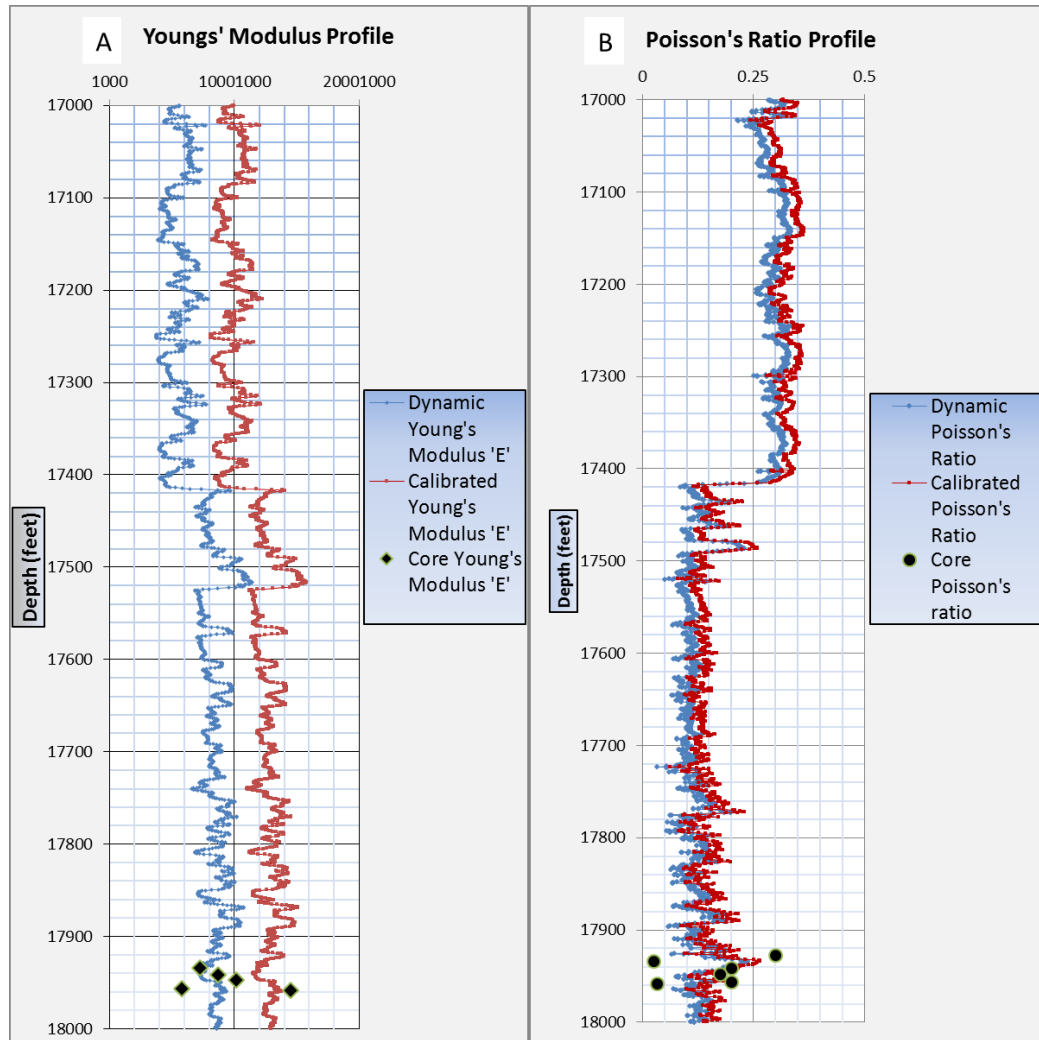 A
Youngs' Modulus Profile
1000
10001000
20001000
17000
17100
17200
17300
17400
17500
17600
17700
17800
17900
18000
Depth (feet)
Dynamic
Young's
Modulus 'E'
Calibrated
Young's
Modulus 'E'
Core Young's
Modulus 'E'
B
Poisson's Ratio Profile
0
0.25
0.5
17000
17100
17200
17300
17400
17500
17600
17700
17800
17900
18000
Depth (feet)
Dynamic
Poisson's
Ratio
Calibrated
Poisson's
Ratio
Core
Poisson's
ratio